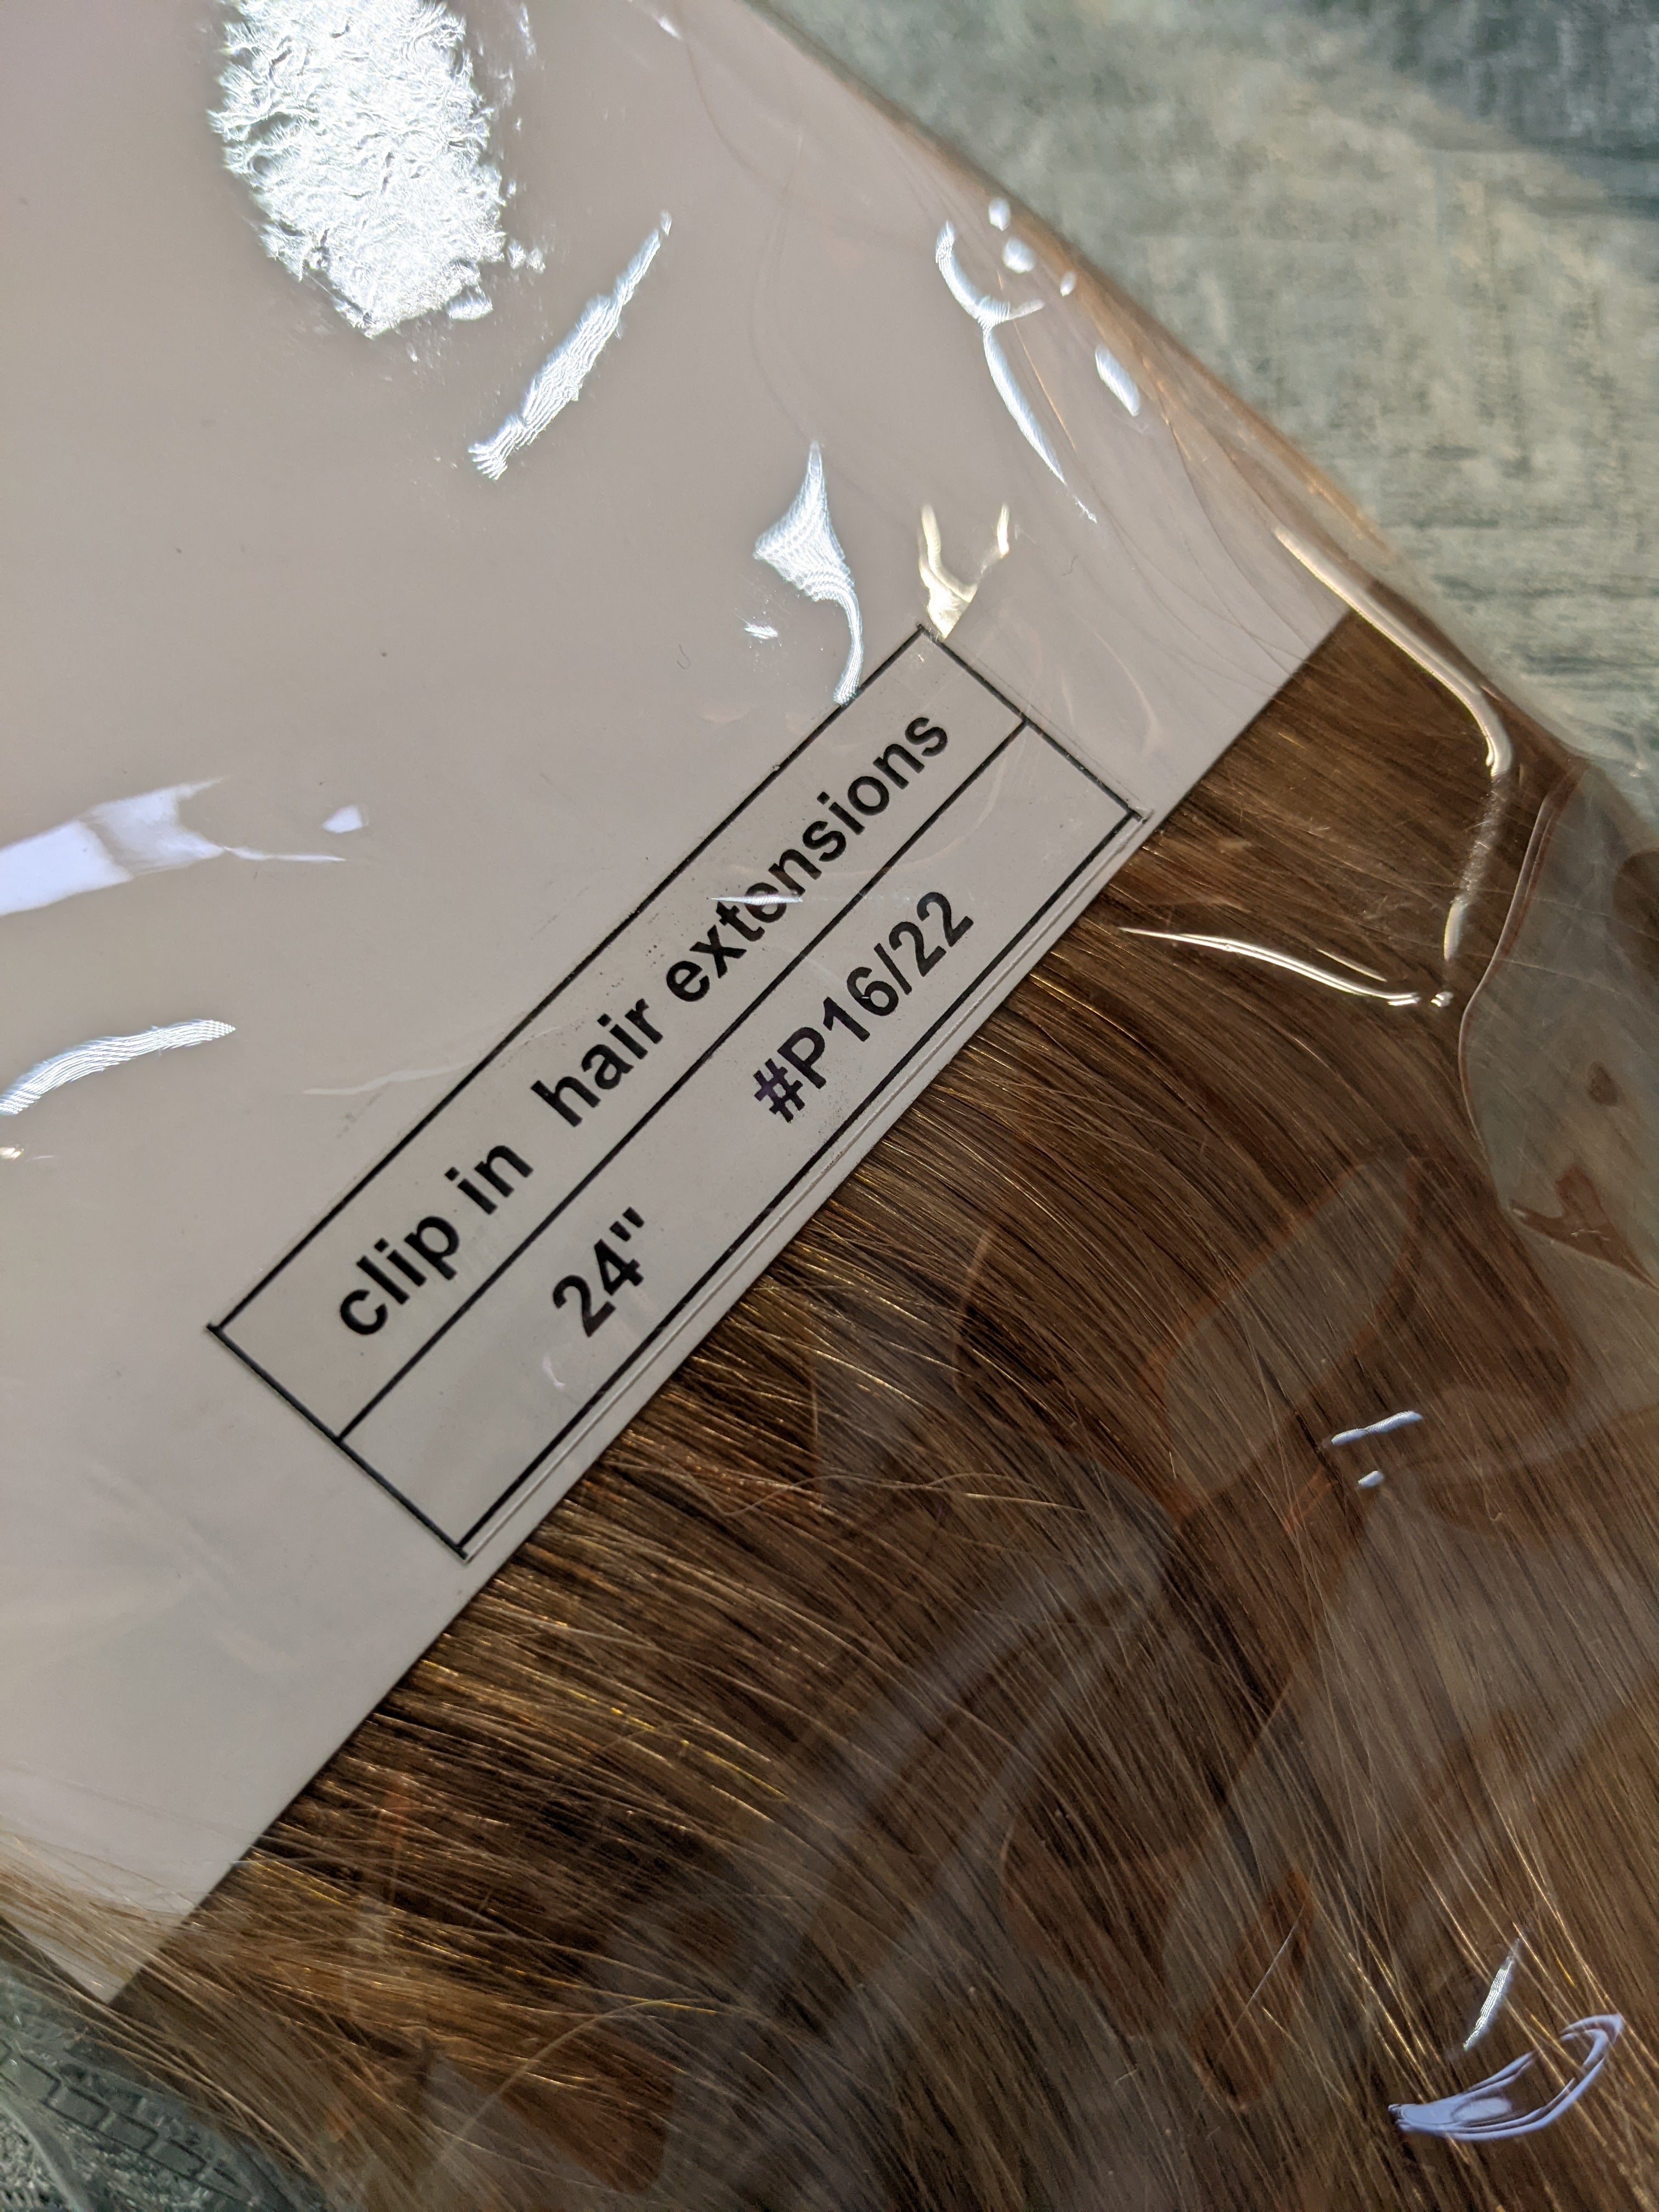 clip in hair extensions
24" #P16/22